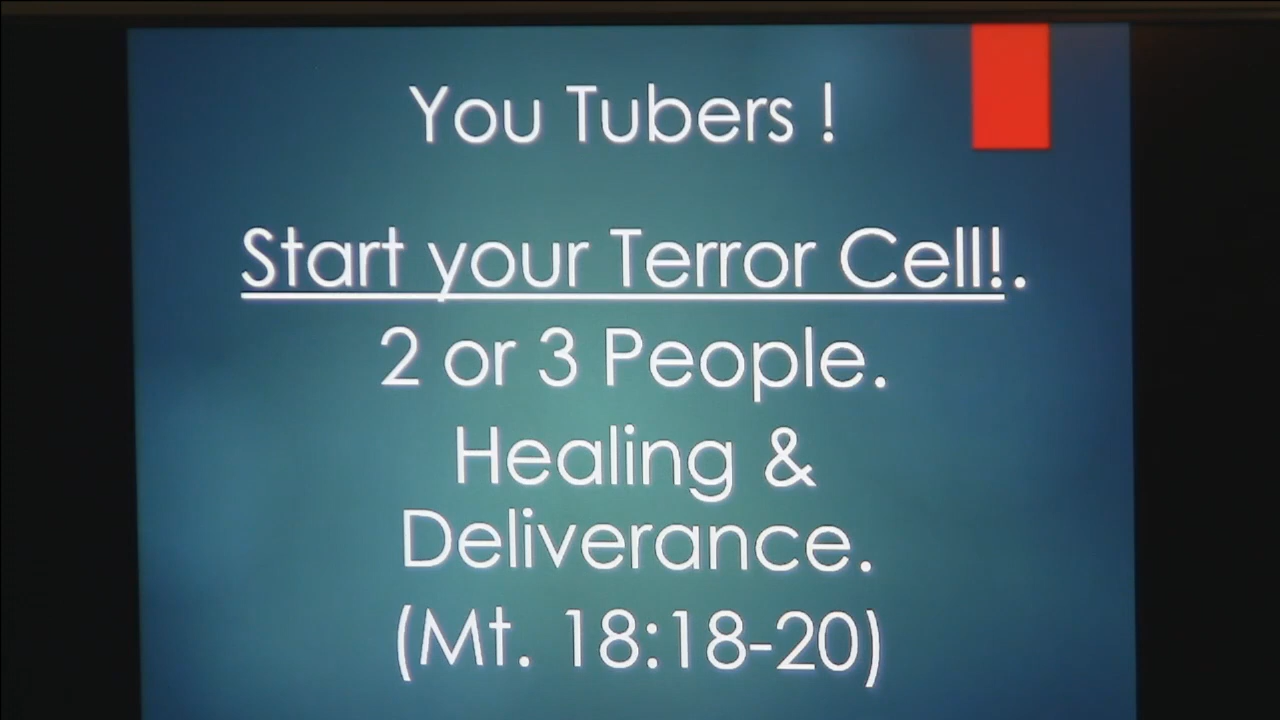 You Tubers !
Start your Terror Cell!.
2 or 3 People.
Healing &
Deliverance.
(Mt. 18:18-20)